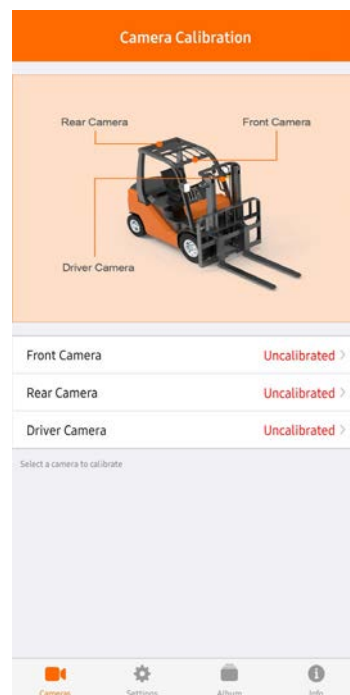 Camera Calibration
Rear Camera
Front Camera
Driver Camera
Front Camera Uncalibrated
Rear Camera Uncalibrated
Driver Camera Uncalibrated
Select a camera to calibrate
Cameras Settings Album Info